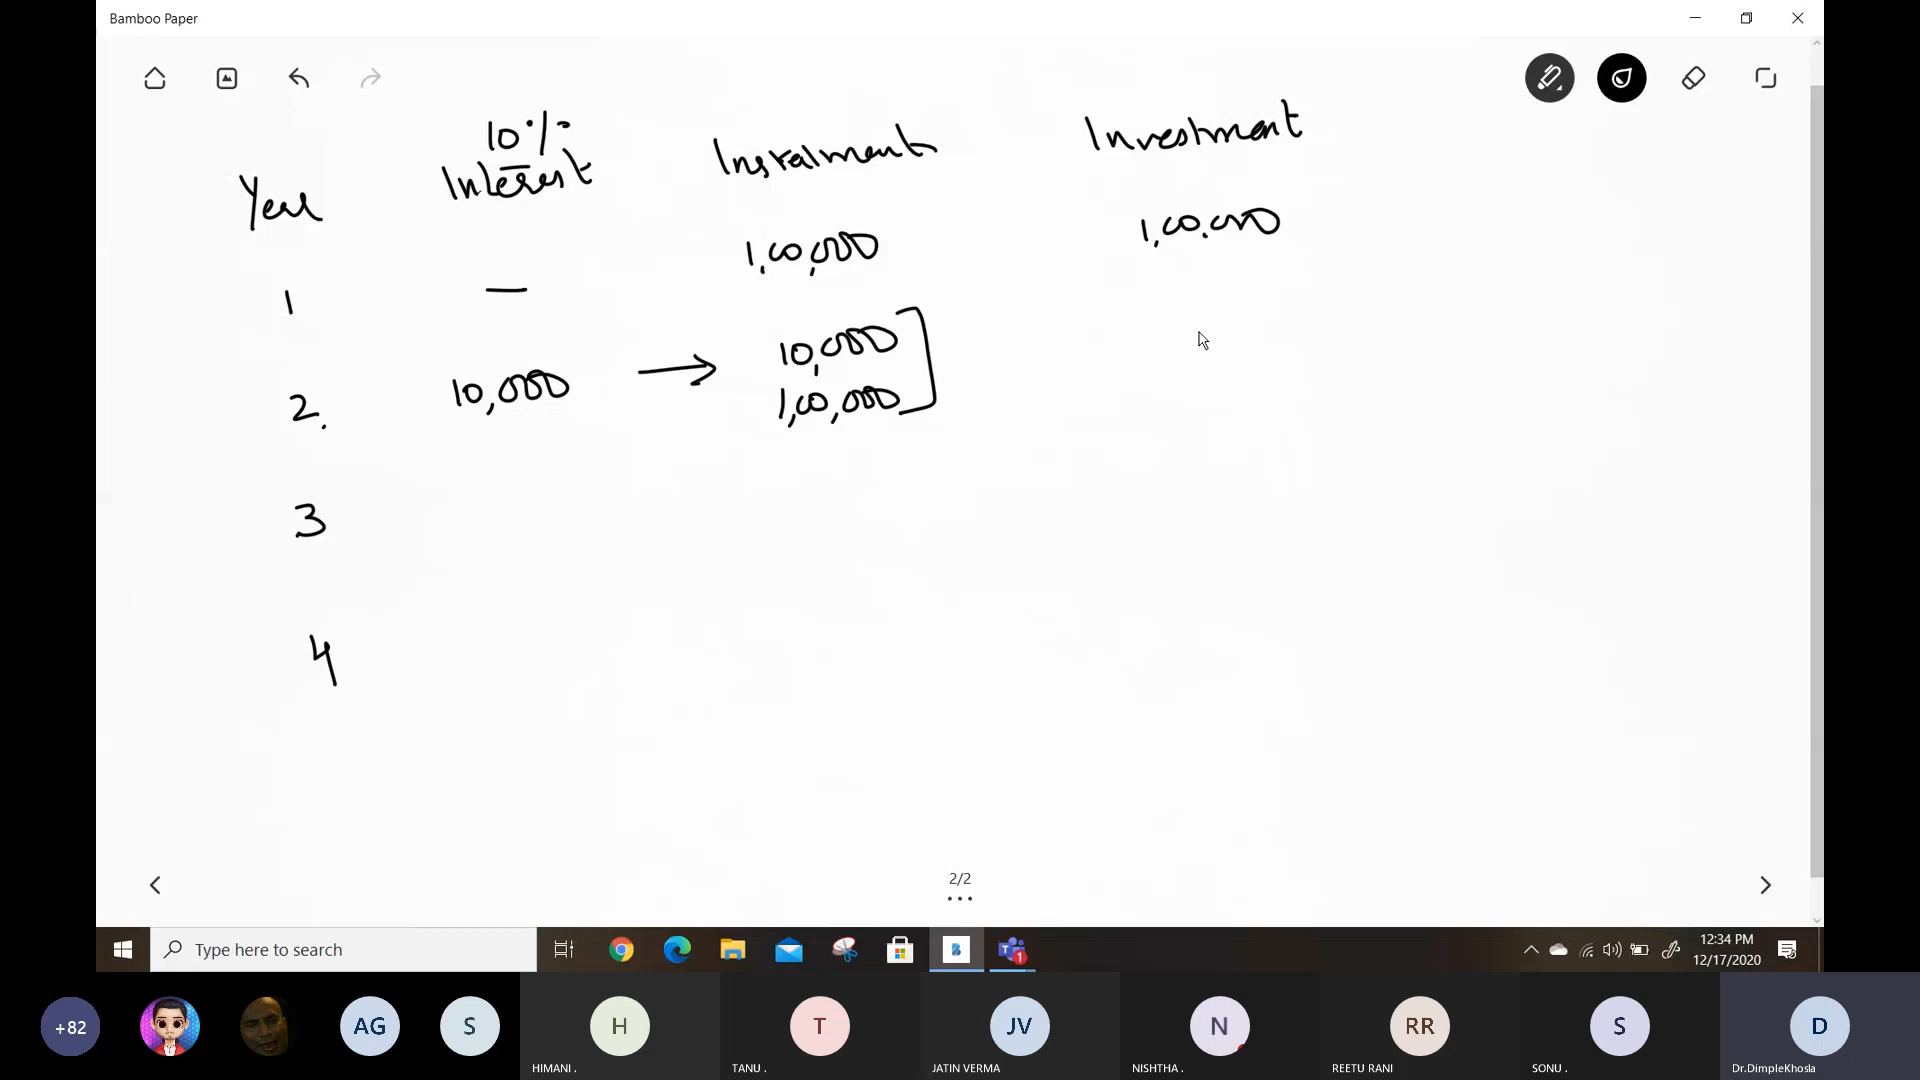 Bamboo Paper
10%
Interest
Instalment
Investment
Year
1
—
1,00,000
1,00,000
2.
10,000 →
10,000
1,00,000
3
4
2/2
Type here to search
12:34 PM
12/17/2020
+82
AG
S
H
T
JV
N
RR
S
D
HIMANI .
TANU .
JATIN VERMA
NISHTHA .
REETU RANI
SONU .
Dr.DimpleKhosla